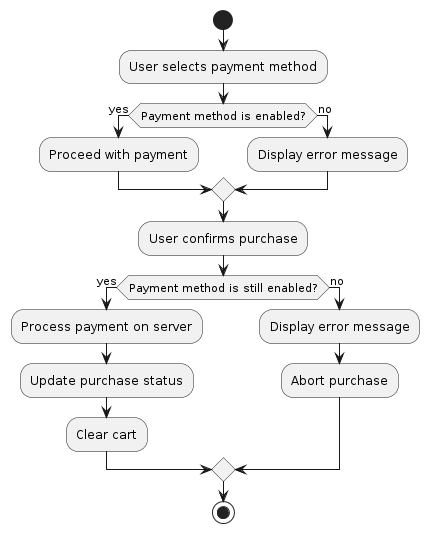 User selects payment method
yes
Payment method is enabled?
no
Proceed with payment
Display error message
User confirms purchase
yes
Payment method is still enabled?
no
Process payment on server
Display error message
Update purchase status
Abort purchase
Clear cart